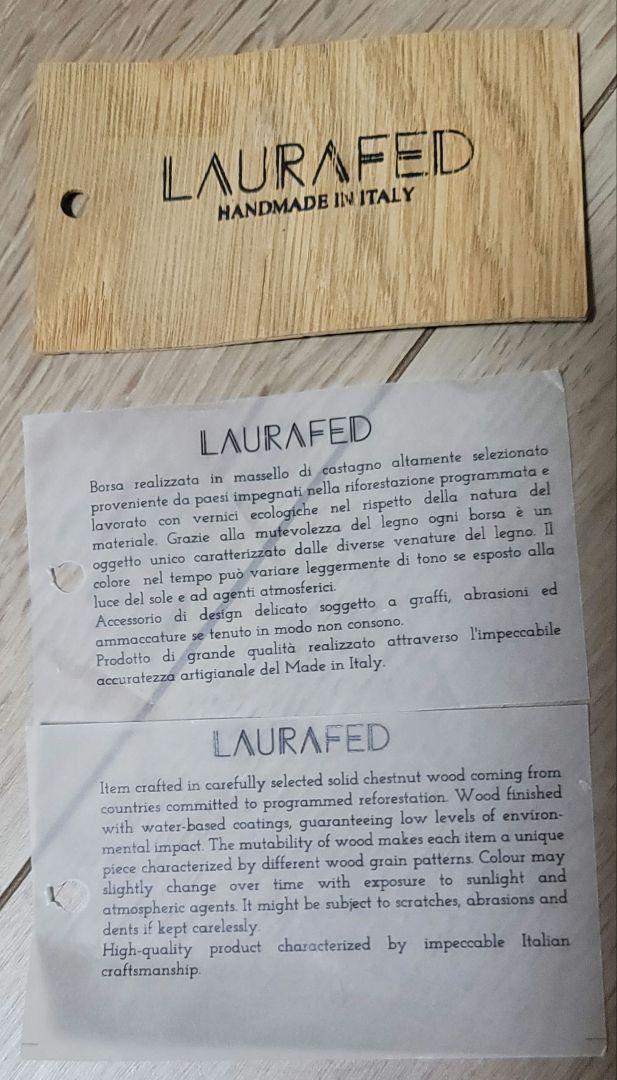 LAURAFED
HANDMADE IN ITALY
LAURAFED
Borsa realizzata in massello di castagno altamente selezionato
proveniente da paesi impegnati nella riforestazione programmata e
lavorato con vernici ecologiche nel rispetto della natura del
materiale. Grazie alla mutevolezza del legno ogni borsa è un
oggetto unico caratterizzato dalle diverse venature del legno. Il
colore nel tempo può variare leggermente di tono se esposto alla
luce del sole e ad agenti atmosferici.
Accessorio di design delicato soggetto a graffi, abrasioni ed
ammaccature se tenuto in modo non consono.
Prodotto di grande qualità realizzato attraverso l'impeccabile
accuratezza artigianale del Made in Italy.
LAURAFED
Item crafted in carefully selected solid chestnut wood coming from
countries committed to programmed reforestation. Wood finished
with water-based coatings, guaranteeing low levels of environ-
mental impact. The mutability of wood makes each item a unique
piece characterized by different wood grain patterns. Colour may
slightly change over time with exposure to sunlight and
atmospheric agents. It might be subject to scratches, abrasions and
dents if kept carelessly.
High-quality product characterized by impeccable Italian
craftsmanship.